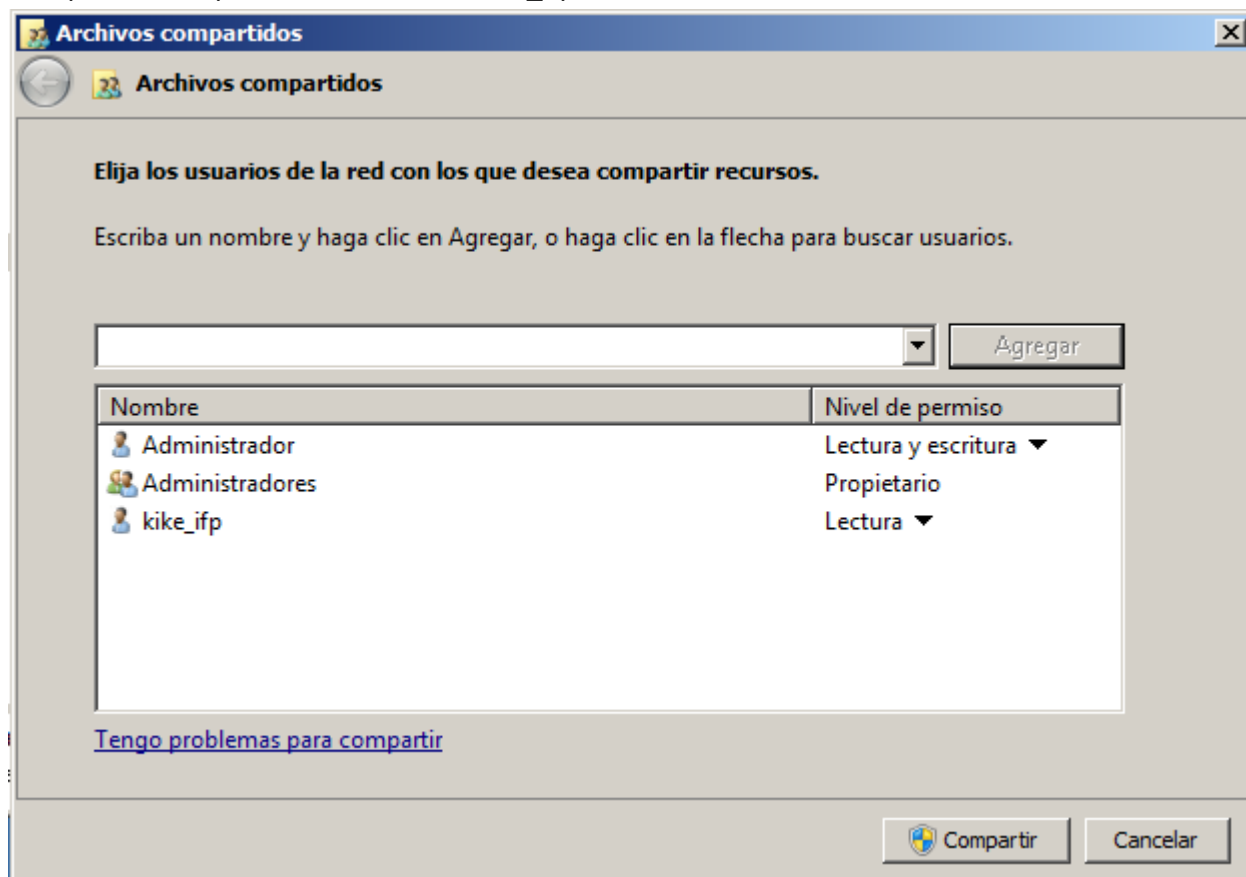 Archivos compartidos
Archivos compartidos
Elija los usuarios de la red con los que desea compartir recursos.
Escriba un nombre y haga clic en Agregar, o haga clic en la flecha para buscar usuarios.
Agregar
Nombre Nivel de permiso
Administrador Lectura y escritura
Administradores Propietario
kike_ifp Lectura
Tengo problemas para compartir
Compartir Cancelar